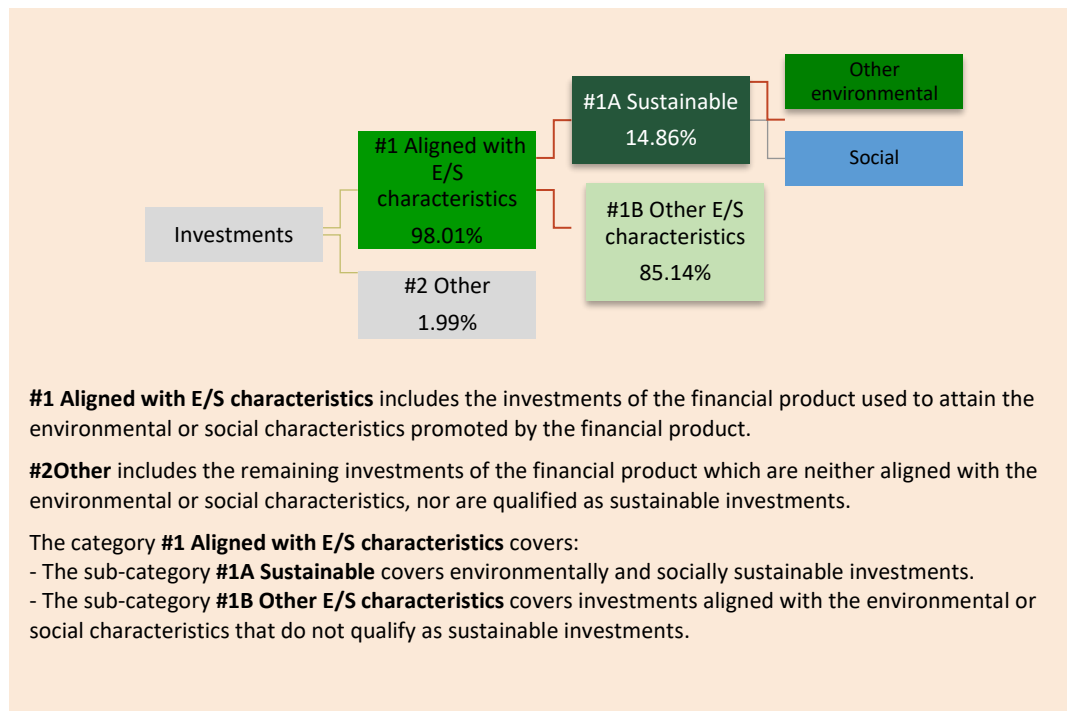 Investments
#1 Aligned with
E/S
characteristics
98.01%
#2 Other
1.99%
#1A Sustainable
14.86%
#1B Other E/S
characteristics
85.14%
Other
environmental
Social
#1 Aligned with E/S characteristics includes the investments of the financial product used to attain the
environmental or social characteristics promoted by the financial product.
#2Other includes the remaining investments of the financial product which are neither aligned with the
environmental or social characteristics, nor are qualified as sustainable investments.
The category #1 Aligned with E/S characteristics covers:
- The sub-category #1A Sustainable covers environmentally and socially sustainable investments.
- The sub-category #1B Other E/S characteristics covers investments aligned with the environmental or
social characteristics that do not qualify as sustainable investments.